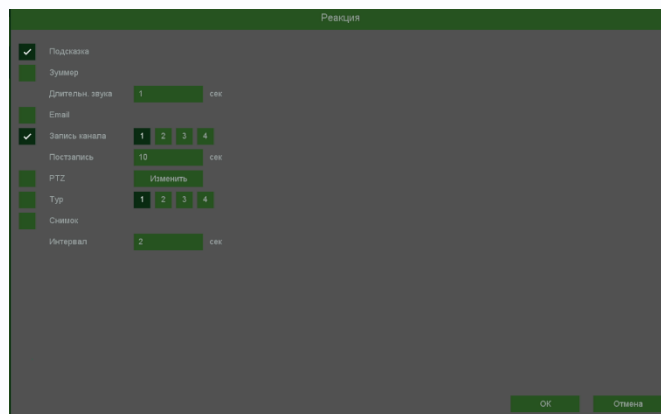 Реакция
Подсказка
Зуммер
Длительн. звука 1 сек
Email
Запись канала 1 2 3 4
Постзапись 10 сек
PTZ Изменить
Тур 1 2 3 4
Снимок
Интервал 2 сек
OK Отмена